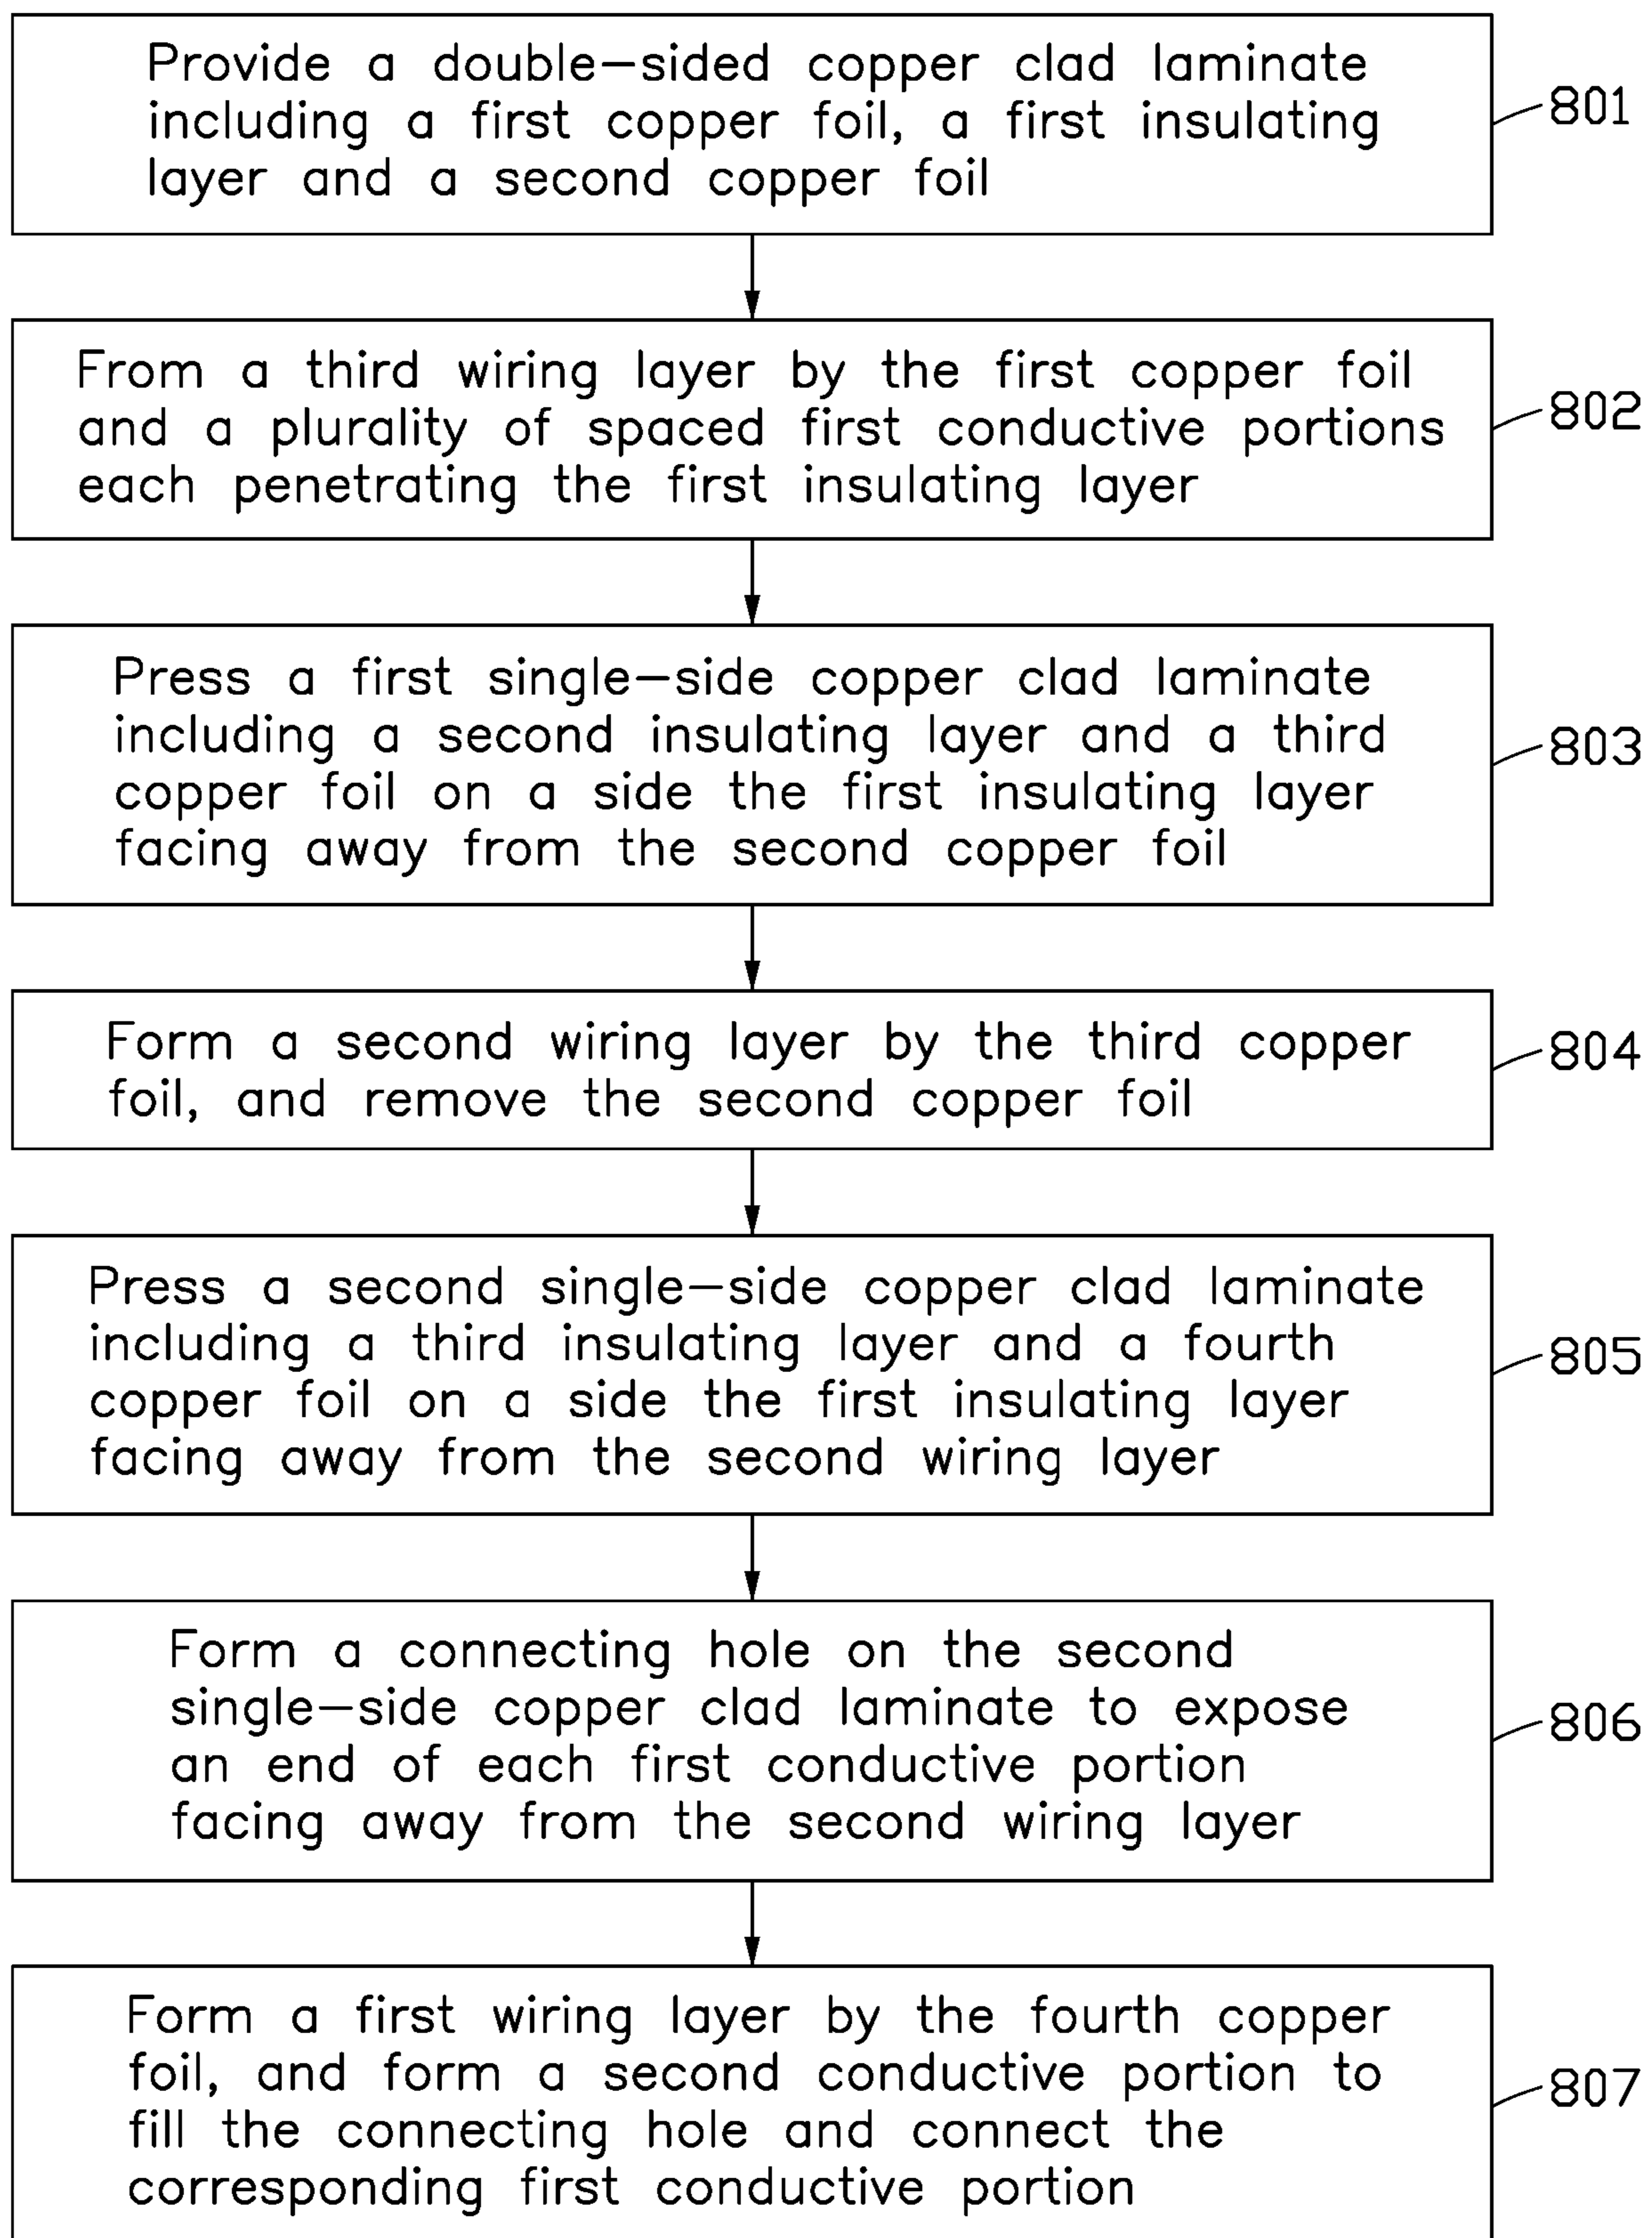 Provide a double-sided copper clad laminate
including a first copper foil, a first insulating
layer and a second copper foil
801
From a third wiring layer by the first copper foil
and a plurality of spaced first conductive portions
each penetrating the first insulating layer
802
Press a first single-side copper clad laminate
including a second insulating layer and a third
copper foil on a side the first insulating layer
facing away from the second copper foil
803
Form a second wiring layer by the third copper
foil, and remove the second copper foil
804
Press a second single-side copper clad laminate
including a third insulating layer and a fourth
copper foil on a side the first insulating layer
facing away from the second wiring layer
805
Form a connecting hole on the second
single-side copper clad laminate to expose
an end of each first conductive portion
facing away from the second wiring layer
806
Form a first wiring layer by the fourth copper
foil, and form a second conductive portion to
fill the connecting hole and connect the
corresponding first conductive portion
807